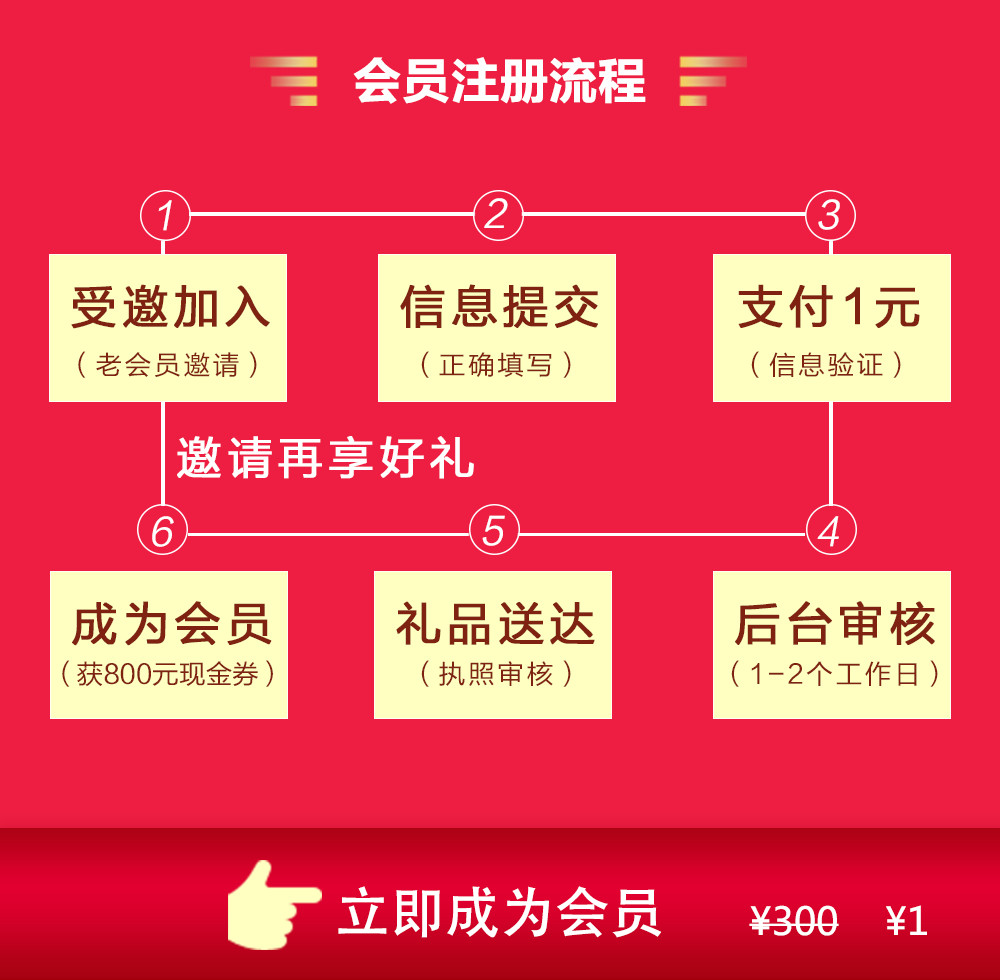 会员注册流程
1
2
3
受邀加入
（老会员邀请）
信息提交
（正确填写）
支付1元
（信息验证）
邀请再享好礼
6
5
4
成为会员
（获800元现金券）
礼品送达
（执照审核）
后台审核
（1-2个工作日）
立即成为会员 ¥300 ¥1